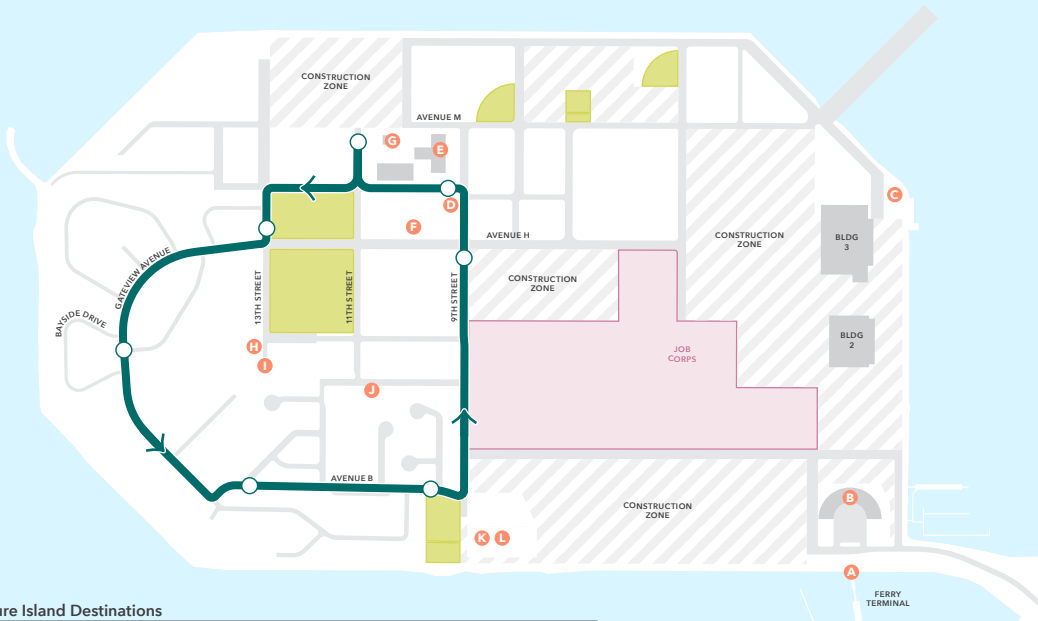 CONSTRUCTION
ZONE
AVENUE M
G
E
C
D
F
AVENUE H
CONSTRUCTION
ZONE
BLDG
3
GATEVIEW AVENUE
BAYSIDE DRIVE
13TH STREET
11TH STREET
9TH STREET
CONSTRUCTION
ZONE
BLDG
2
H
I
J
JOB
CORPS
AVENUE B
CONSTRUCTION
ZONE
B
K
L
A
FERRY
TERMINAL
ure Island Destinations